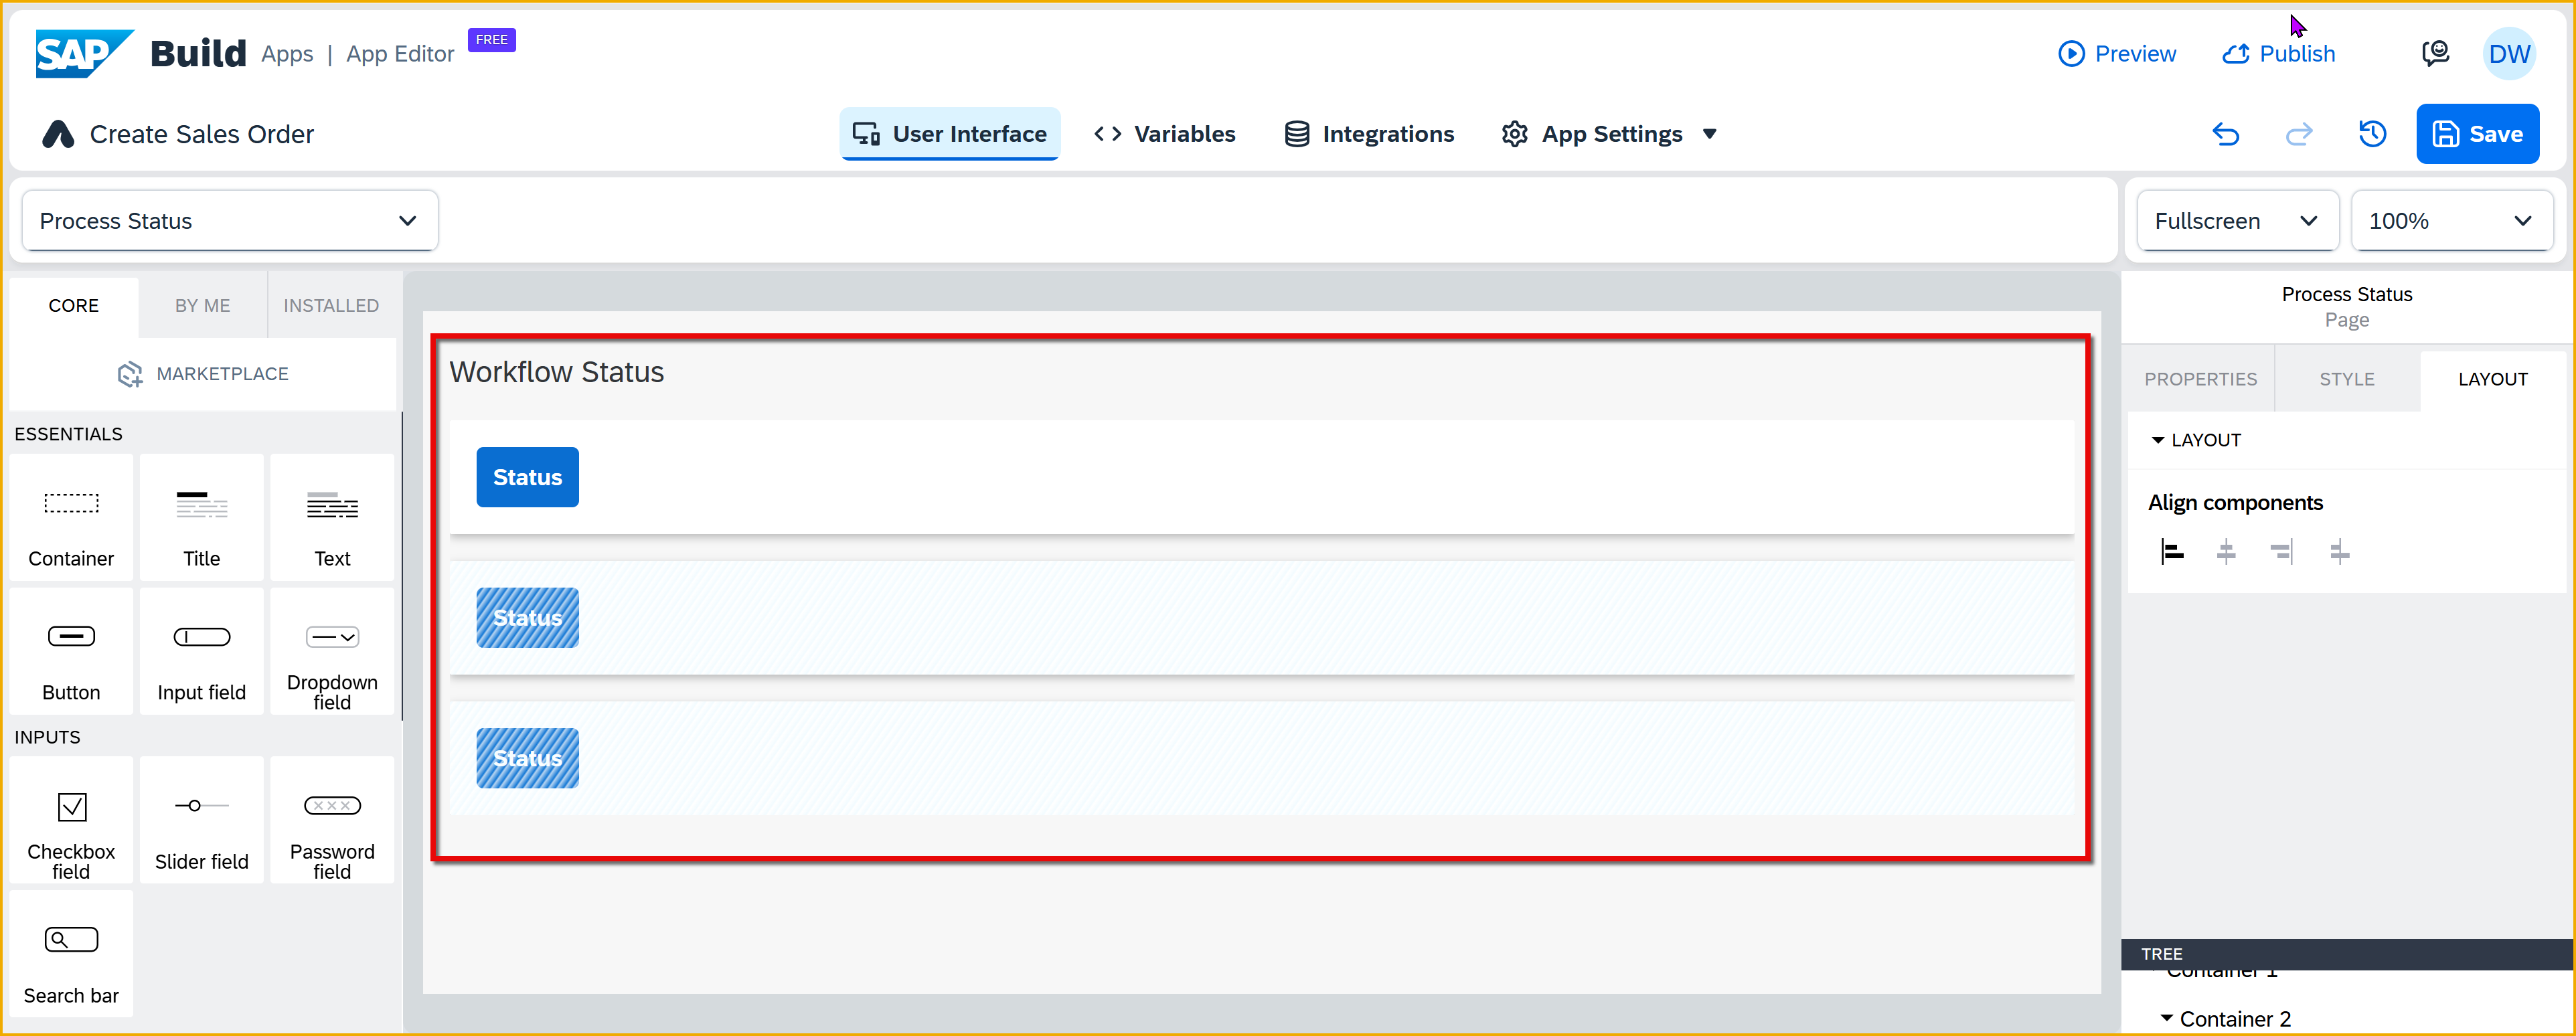 SAP Build Apps | App Editor FREE
Preview Publish DW
Create Sales Order
User Interface Variables Integrations App Settings
Save
Process Status
Fullscreen 100%
CORE BY ME INSTALLED
MARKETPLACE
ESSENTIALS
Container Title Text
Button Input field Dropdown
field
INPUTS
Checkbox
field
Slider field
Password
field
Search bar
Workflow Status
Status
Status
Status
Process Status
Page
PROPERTIES STYLE LAYOUT
LAYOUT
Align components
TREE
Container 1
Container 2